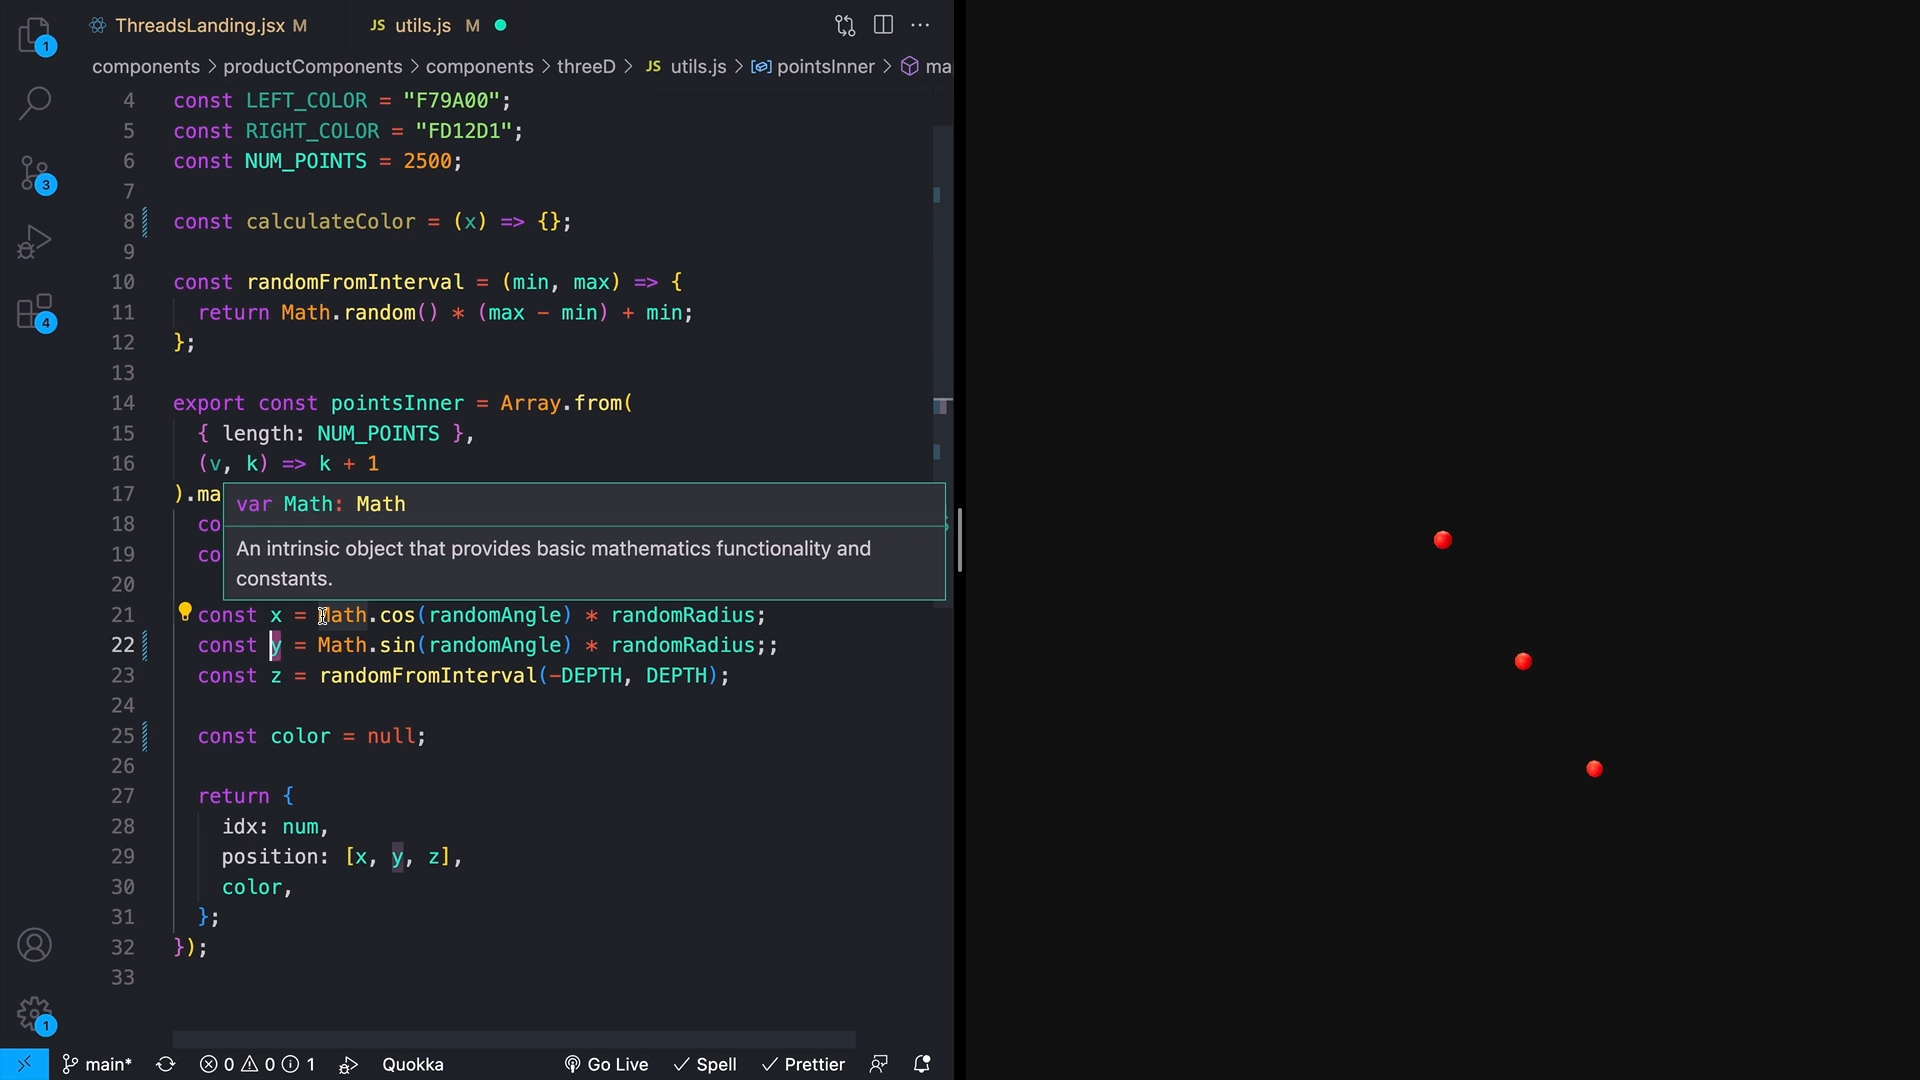 ThreadsLanding.jsx M
JS utils.js M
components > productComponents > components > threeD > JS utils.js > pointsInner > ma
4 const LEFT_COLOR = "F79A00";
5 const RIGHT_COLOR = "FD12D1";
6 const NUM_POINTS = 2500;
7
8 const calculateColor = (x) => {};
9
10 const randomFromInterval = (min, max) => {
11 return Math.random() * (max - min) + min;
12 };
13
14 export const pointsInner = Array.from(
15 { length: NUM_POINTS },
16 (v, k) => k + 1
17 ).ma
var Math: Math
18 co
An intrinsic object that provides basic mathematics functionality and
19 co
constants.
20
21 const x = Math.cos(randomAngle) * randomRadius;
22 const y = Math.sin(randomAngle) * randomRadius;;
23 const z = randomFromInterval(-DEPTH, DEPTH);
24
25 const color = null;
26
27 return {
28 idx: num,
29 position: [x, y, z],
30 color,
31 };
32 });
33
1
3
4
1
main* 0 0 1 Quokka Go Live Spell Prettier